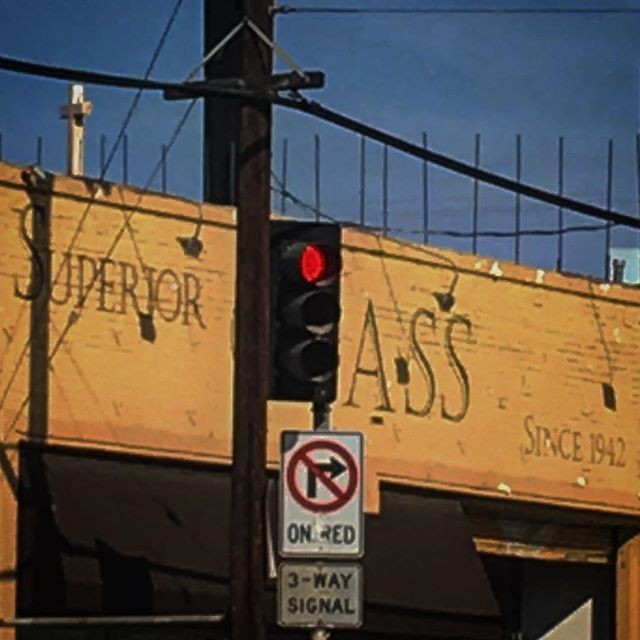 SUPERIOR ASS
SINCE 1942
ON RED
3-WAY
SIGNAL